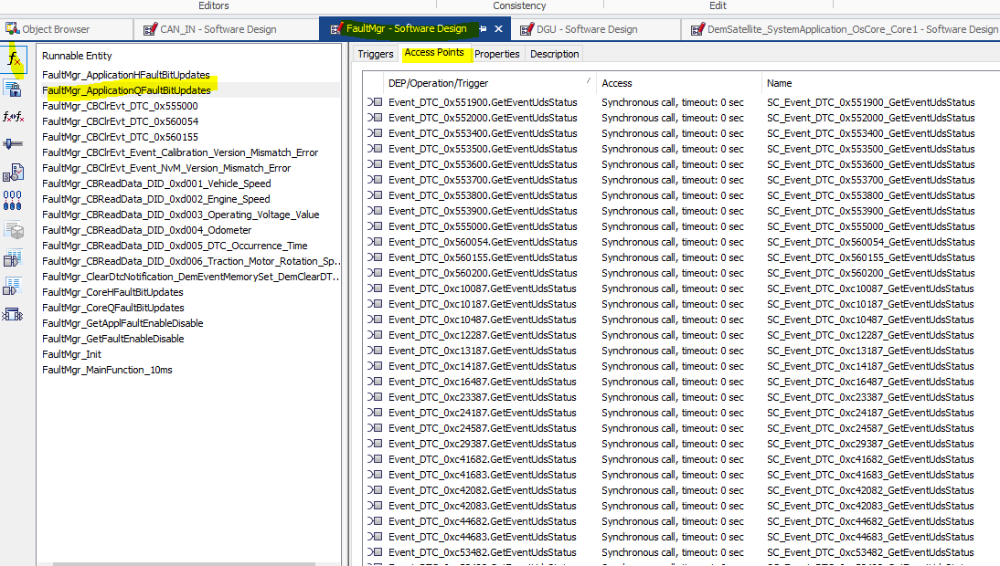 Editors Consistency Edit
Object Browser CAN_IN - Software Design FaultMgr - Software Design DGU - Software Design DemSatellite_SystemApplication_OsCore_Core1 - Software Design
Runnable Entity
FaultMgr_ApplicationHFaultBitUpdates
FaultMgr_ApplicationQFaultBitUpdates
FaultMgr_CBClrEvt_DTC_0x555000
FaultMgr_CBClrEvt_DTC_0x560054
FaultMgr_CBClrEvt_DTC_0x560155
FaultMgr_CBClrEvt_Event_Calibration_Version_Mismatch_Error
FaultMgr_CBClrEvt_Event_NvM_Version_Mismatch_Error
FaultMgr_CBReadData_DID_0xd001_Vehicle_Speed
FaultMgr_CBReadData_DID_0xd002_Engine_Speed
FaultMgr_CBReadData_DID_0xd003_Operating_Voltage_Value
FaultMgr_CBReadData_DID_0xd004_Odometer
FaultMgr_CBReadData_DID_0xd005_DTC_Occurrence_Time
FaultMgr_CBReadData_DID_0xd006_Traction_Motor_Rotation_Sp...
FaultMgr_ClearDtcNotification_DemEventMemorySet_DemClearDT...
FaultMgr_CoreHFaultBitUpdates
FaultMgr_CoreQFaultBitUpdates
FaultMgr_GetApplFaultEnableDisable
FaultMgr_GetFaultEnableDisable
FaultMgr_Init
FaultMgr_MainFunction_10ms
Triggers Access Points Properties Description
DEP/Operation/Trigger Access Name
Event_DTC_0x551900.GetEventUdsStatus Synchronous call, timeout: 0 sec SC_Event_DTC_0x551900_GetEventUdsStatus
Event_DTC_0x552000.GetEventUdsStatus Synchronous call, timeout: 0 sec SC_Event_DTC_0x552000_GetEventUdsStatus
Event_DTC_0x553400.GetEventUdsStatus Synchronous call, timeout: 0 sec SC_Event_DTC_0x553400_GetEventUdsStatus
Event_DTC_0x553500.GetEventUdsStatus Synchronous call, timeout: 0 sec SC_Event_DTC_0x553500_GetEventUdsStatus
Event_DTC_0x553600.GetEventUdsStatus Synchronous call, timeout: 0 sec SC_Event_DTC_0x553600_GetEventUdsStatus
Event_DTC_0x553700.GetEventUdsStatus Synchronous call, timeout: 0 sec SC_Event_DTC_0x553700_GetEventUdsStatus
Event_DTC_0x553800.GetEventUdsStatus Synchronous call, timeout: 0 sec SC_Event_DTC_0x553800_GetEventUdsStatus
Event_DTC_0x553900.GetEventUdsStatus Synchronous call, timeout: 0 sec SC_Event_DTC_0x553900_GetEventUdsStatus
Event_DTC_0x555000.GetEventUdsStatus Synchronous call, timeout: 0 sec SC_Event_DTC_0x555000_GetEventUdsStatus
Event_DTC_0x560054.GetEventUdsStatus Synchronous call, timeout: 0 sec SC_Event_DTC_0x560054_GetEventUdsStatus
Event_DTC_0x560155.GetEventUdsStatus Synchronous call, timeout: 0 sec SC_Event_DTC_0x560155_GetEventUdsStatus
Event_DTC_0x560200.GetEventUdsStatus Synchronous call, timeout: 0 sec SC_Event_DTC_0x560200_GetEventUdsStatus
Event_DTC_0xc10087.GetEventUdsStatus Synchronous call, timeout: 0 sec SC_Event_DTC_0xc10087_GetEventUdsStatus
Event_DTC_0xc10187.GetEventUdsStatus Synchronous call, timeout: 0 sec SC_Event_DTC_0xc10187_GetEventUdsStatus
Event_DTC_0xc10487.GetEventUdsStatus Synchronous call, timeout: 0 sec SC_Event_DTC_0xc10487_GetEventUdsStatus
Event_DTC_0xc12287.GetEventUdsStatus Synchronous call, timeout: 0 sec SC_Event_DTC_0xc12287_GetEventUdsStatus
Event_DTC_0xc13187.GetEventUdsStatus Synchronous call, timeout: 0 sec SC_Event_DTC_0xc13187_GetEventUdsStatus
Event_DTC_0xc14187.GetEventUdsStatus Synchronous call, timeout: 0 sec SC_Event_DTC_0xc14187_GetEventUdsStatus
Event_DTC_0xc16487.GetEventUdsStatus Synchronous call, timeout: 0 sec SC_Event_DTC_0xc16487_GetEventUdsStatus
Event_DTC_0xc23387.GetEventUdsStatus Synchronous call, timeout: 0 sec SC_Event_DTC_0xc23387_GetEventUdsStatus
Event_DTC_0xc24187.GetEventUdsStatus Synchronous call, timeout: 0 sec SC_Event_DTC_0xc24187_GetEventUdsStatus
Event_DTC_0xc24587.GetEventUdsStatus Synchronous call, timeout: 0 sec SC_Event_DTC_0xc24587_GetEventUdsStatus
Event_DTC_0xc29387.GetEventUdsStatus Synchronous call, timeout: 0 sec SC_Event_DTC_0xc29387_GetEventUdsStatus
Event_DTC_0xc41682.GetEventUdsStatus Synchronous call, timeout: 0 sec SC_Event_DTC_0xc41682_GetEventUdsStatus
Event_DTC_0xc41683.GetEventUdsStatus Synchronous call, timeout: 0 sec SC_Event_DTC_0xc41683_GetEventUdsStatus
Event_DTC_0xc42082.GetEventUdsStatus Synchronous call, timeout: 0 sec SC_Event_DTC_0xc42082_GetEventUdsStatus
Event_DTC_0xc42083.GetEventUdsStatus Synchronous call, timeout: 0 sec SC_Event_DTC_0xc42083_GetEventUdsStatus
Event_DTC_0xc44682.GetEventUdsStatus Synchronous call, timeout: 0 sec SC_Event_DTC_0xc44682_GetEventUdsStatus
Event_DTC_0xc44683.GetEventUdsStatus Synchronous call, timeout: 0 sec SC_Event_DTC_0xc44683_GetEventUdsStatus
Event_DTC_0xc53482.GetEventUdsStatus Synchronous call, timeout: 0 sec SC_Event_DTC_0xc53482_GetEventUdsStatus